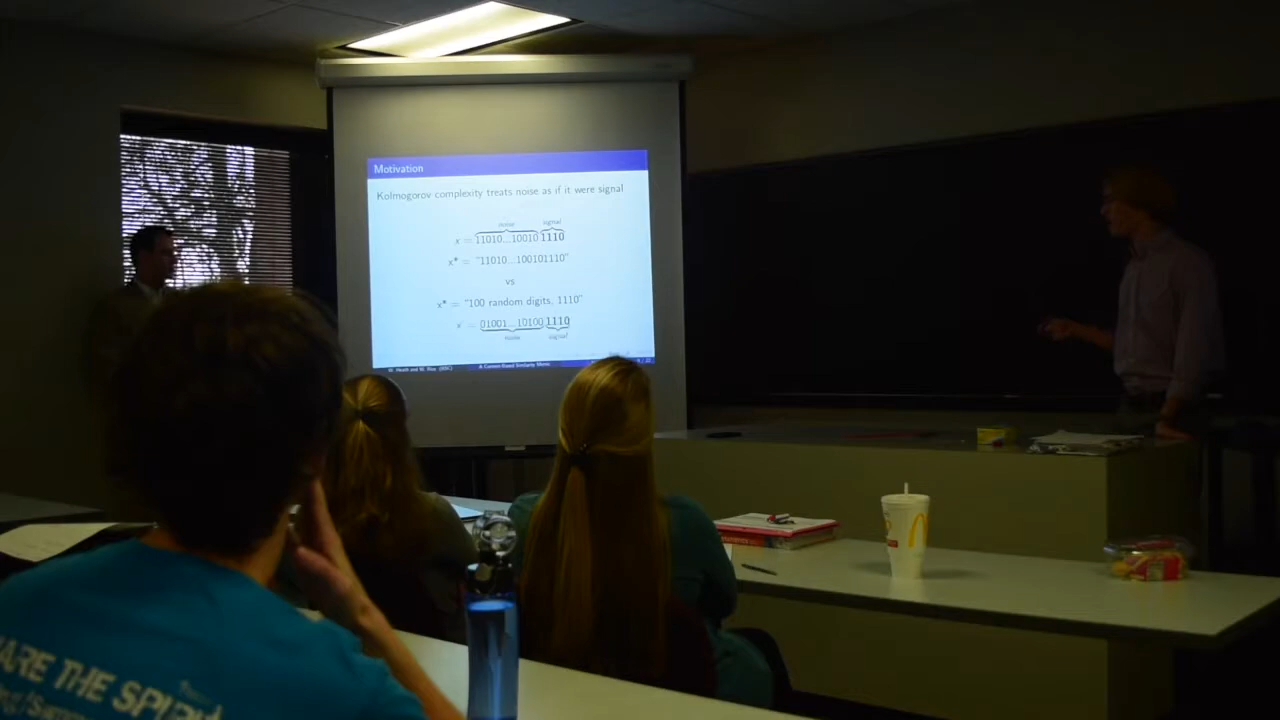 Motivation
Kolmogorov complexity treats noise as if it were signal
noise signal
x = 11010...10010 1110
x* = "11010...100101110"
vs
x* = "100 random digits, 1110"
x = 01001...10100 1110
noise signal
ARE THE SPIRIT